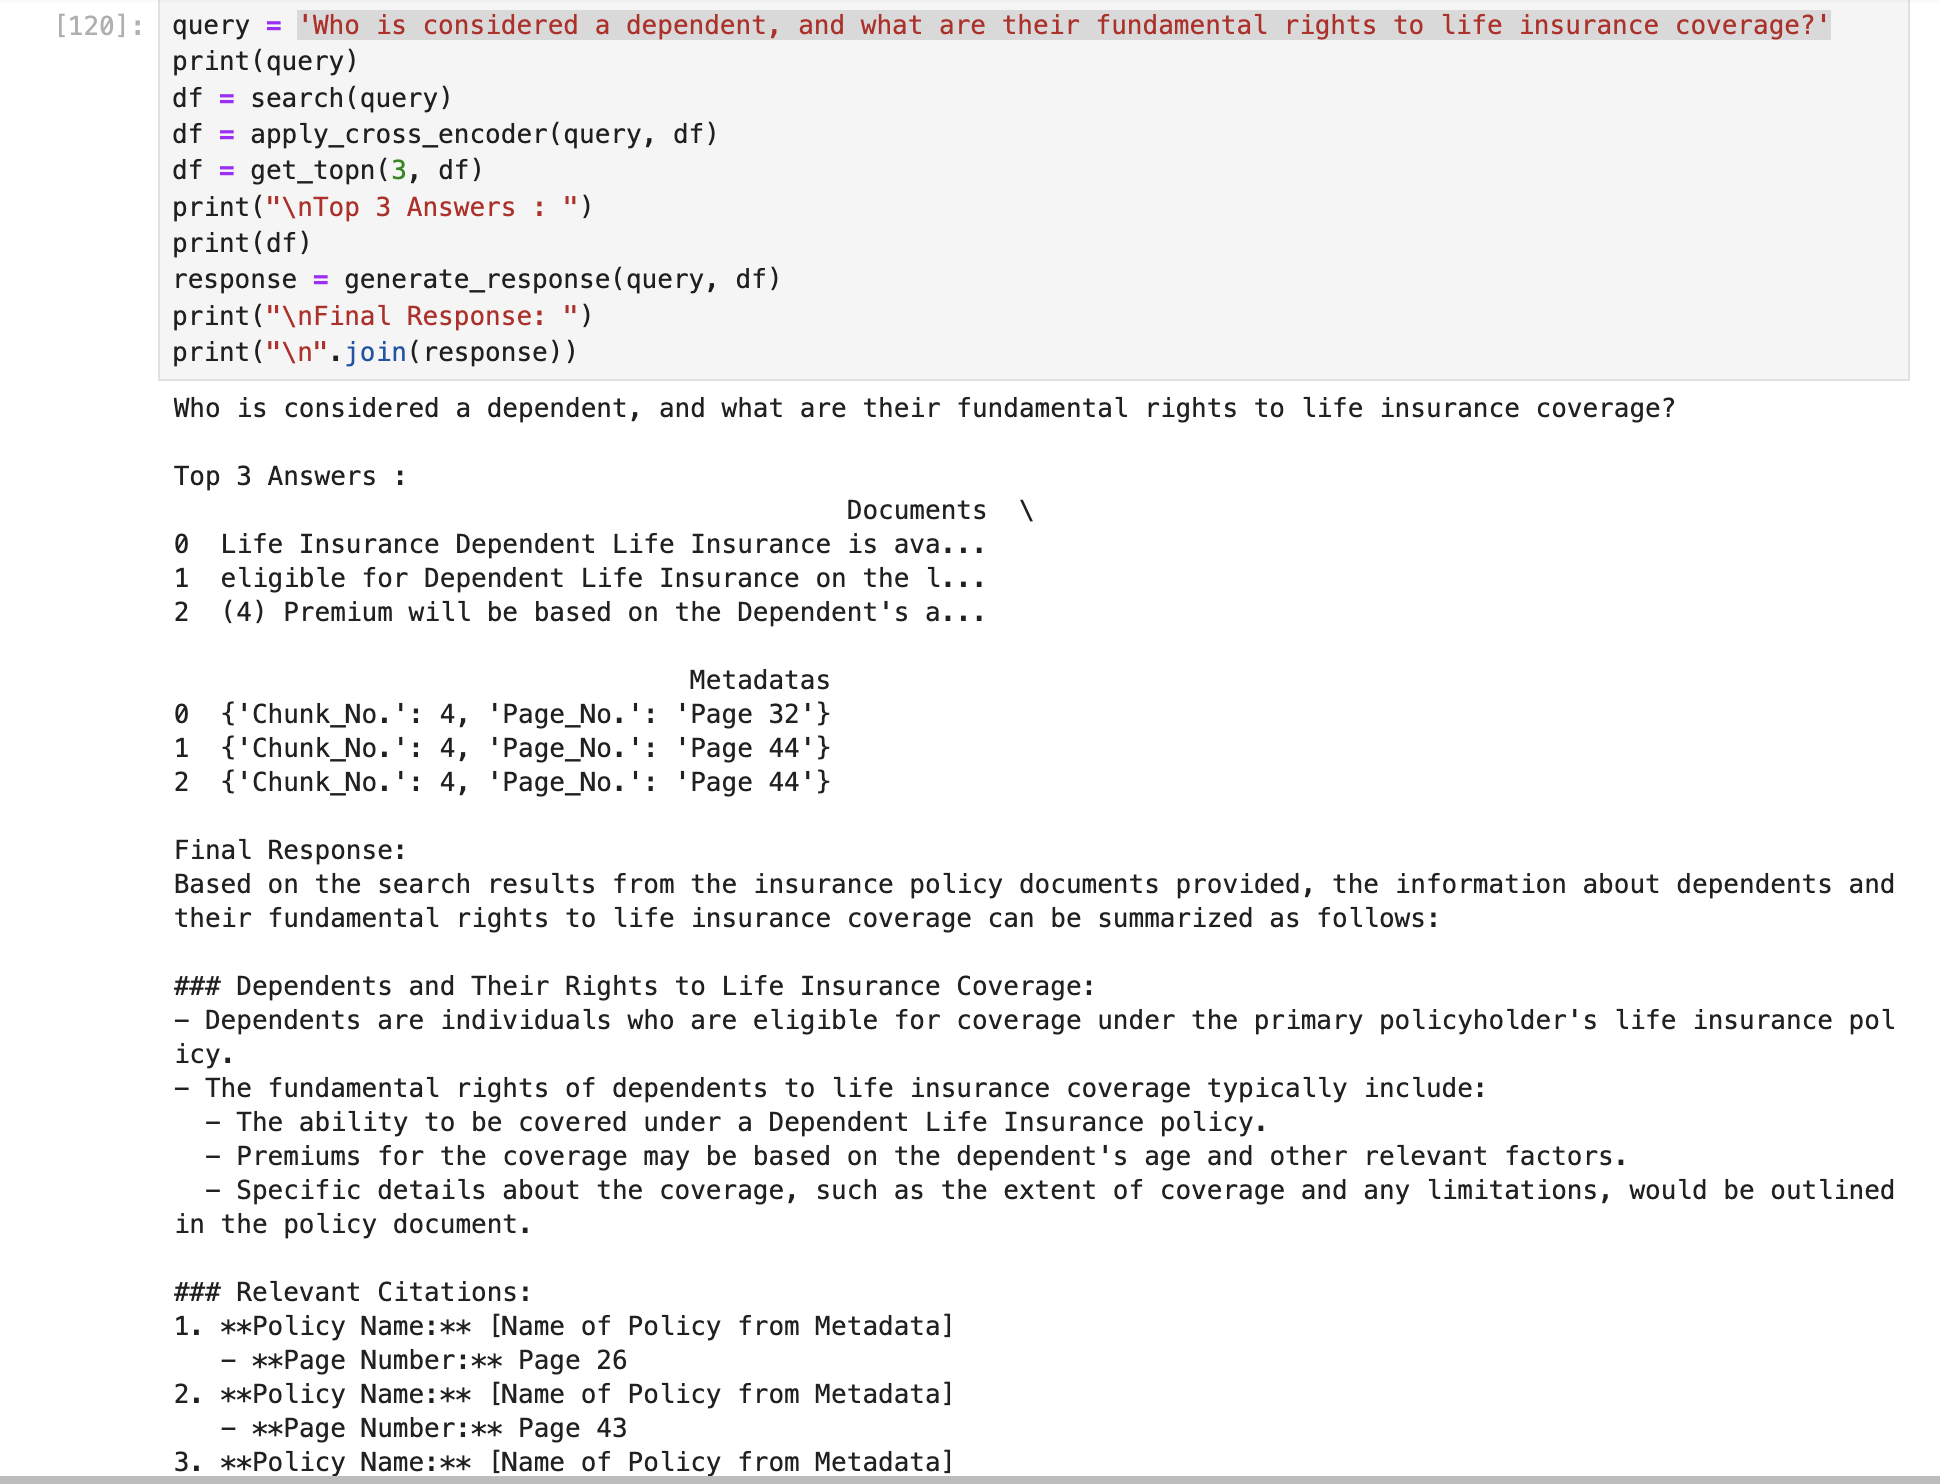 [120]:
query = 'Who is considered a dependent, and what are their fundamental rights to life insurance coverage?'
print(query)
df = search(query)
df = apply_cross_encoder(query, df)
df = get_topn(3, df)
print("\nTop 3 Answers : ")
print(df)
response = generate_response(query, df)
print("\nFinal Response: ")
print("\n".join(response))
Who is considered a dependent, and what are their fundamental rights to life insurance coverage?
Top 3 Answers :
Documents \
0 Life Insurance Dependent Life Insurance is ava...
1 eligible for Dependent Life Insurance on the l...
2 (4) Premium will be based on the Dependent's a...
Metadatas
0 {'Chunk_No.': 4, 'Page_No.': 'Page 32'}
1 {'Chunk_No.': 4, 'Page_No.': 'Page 44'}
2 {'Chunk_No.': 4, 'Page_No.': 'Page 44'}
Final Response:
Based on the search results from the insurance policy documents provided, the information about dependents and
their fundamental rights to life insurance coverage can be summarized as follows:
### Dependents and Their Rights to Life Insurance Coverage:
- Dependents are individuals who are eligible for coverage under the primary policyholder's life insurance pol
icy.
- The fundamental rights of dependents to life insurance coverage typically include:
- The ability to be covered under a Dependent Life Insurance policy.
- Premiums for the coverage may be based on the dependent's age and other relevant factors.
- Specific details about the coverage, such as the extent of coverage and any limitations, would be outlined
in the policy document.
### Relevant Citations:
1. **Policy Name:** [Name of Policy from Metadata]
- **Page Number:** Page 26
2. **Policy Name:** [Name of Policy from Metadata]
- **Page Number:** Page 43
3. **Policy Name:** [Name of Policy from Metadata]